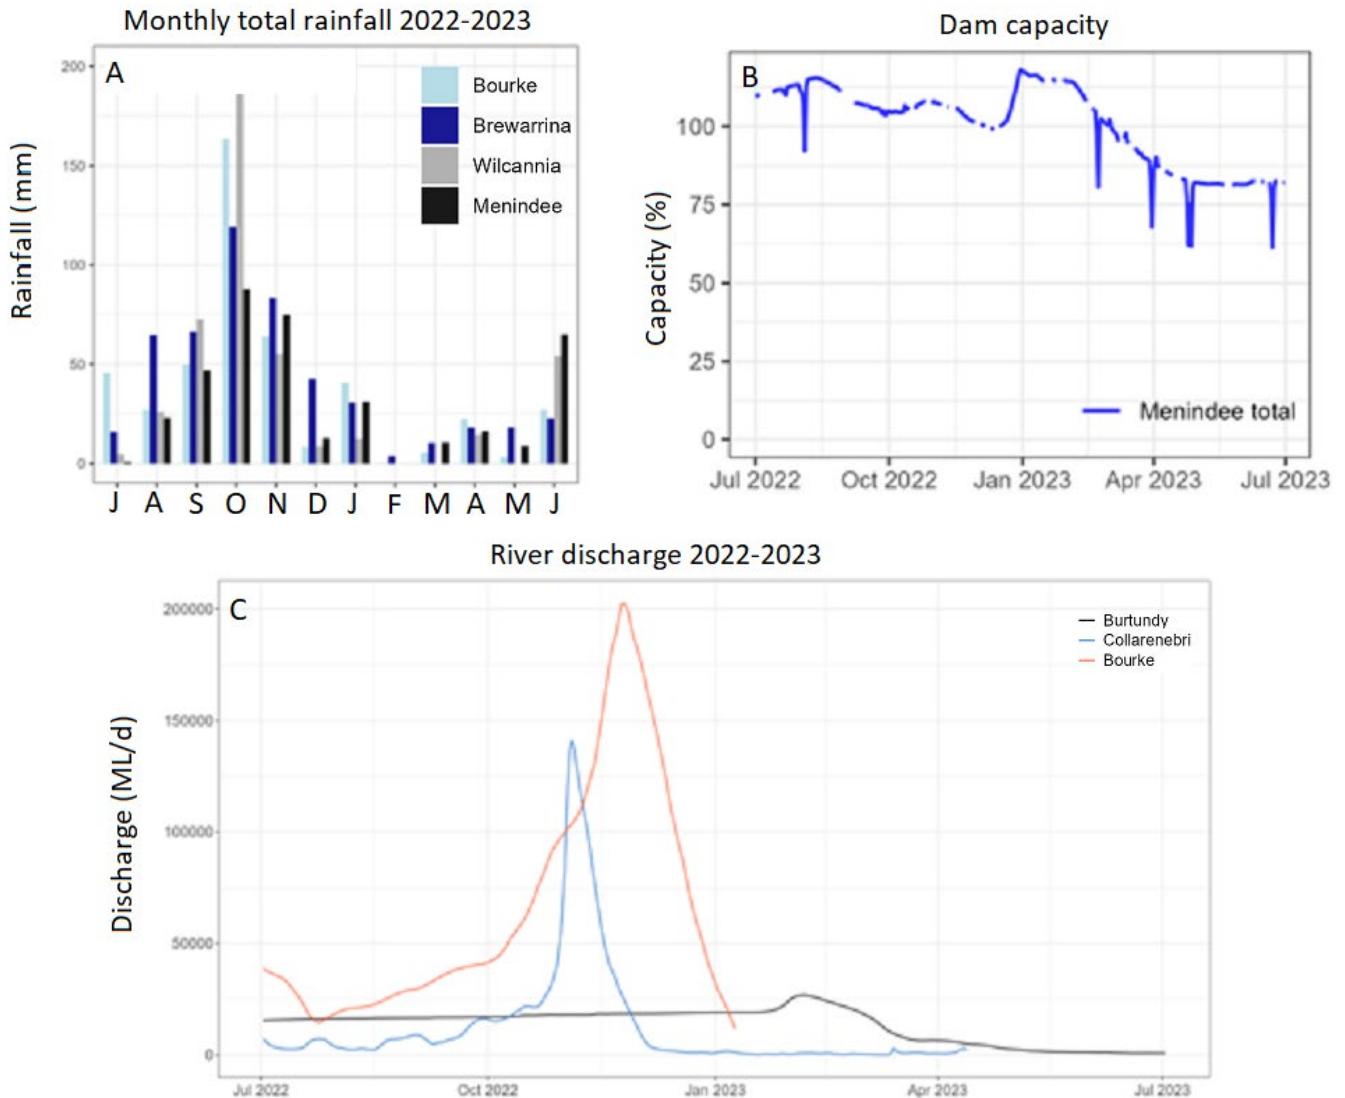 Monthly total rainfall 2022-2023
A
Rainfall (mm)
200
150
100
50
0
Bourke
Brewarrina
Wilcannia
Menindee
J A S O N D J F M A M J
Dam capacity
B
Capacity (%)
100
75
50
25
0
Menindee total
Jul 2022 Oct 2022 Jan 2023 Apr 2023 Jul 2023
River discharge 2022-2023
C
Discharge (ML/d)
200000
150000
100000
50000
0
Burtundy
Collarenebri
Bourke
Jul 2022 Oct 2022 Jan 2023 Apr 2023 Jul 2023